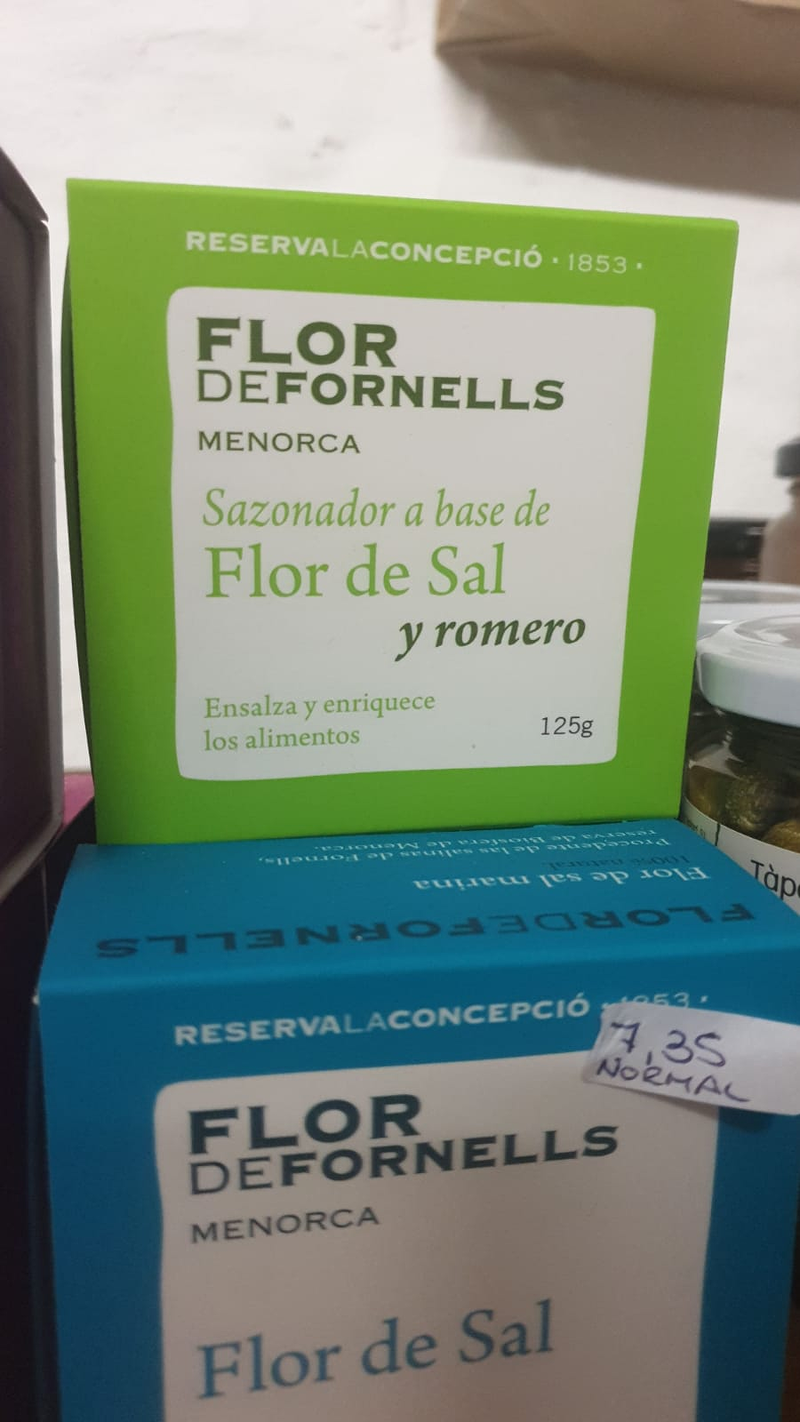 RESERVALACONCEPCIÓ · 1853 ·
FLOR
DEFORNELLS
MENORCA
Sazonador a base de
Flor de Sal
y romero
Ensalza y enriquece
los alimentos
125g
FLORDEFORNELLS
Flor de sal marina
100% natural.
Procedente de las salinas de Fornells,
reserva de Biosfera de Menorca.
RESERVALACONCEPCIÓ · 1853 ·
7,35
NORMAL
FLOR
DEFORNELLS
MENORCA
Flor de Sal